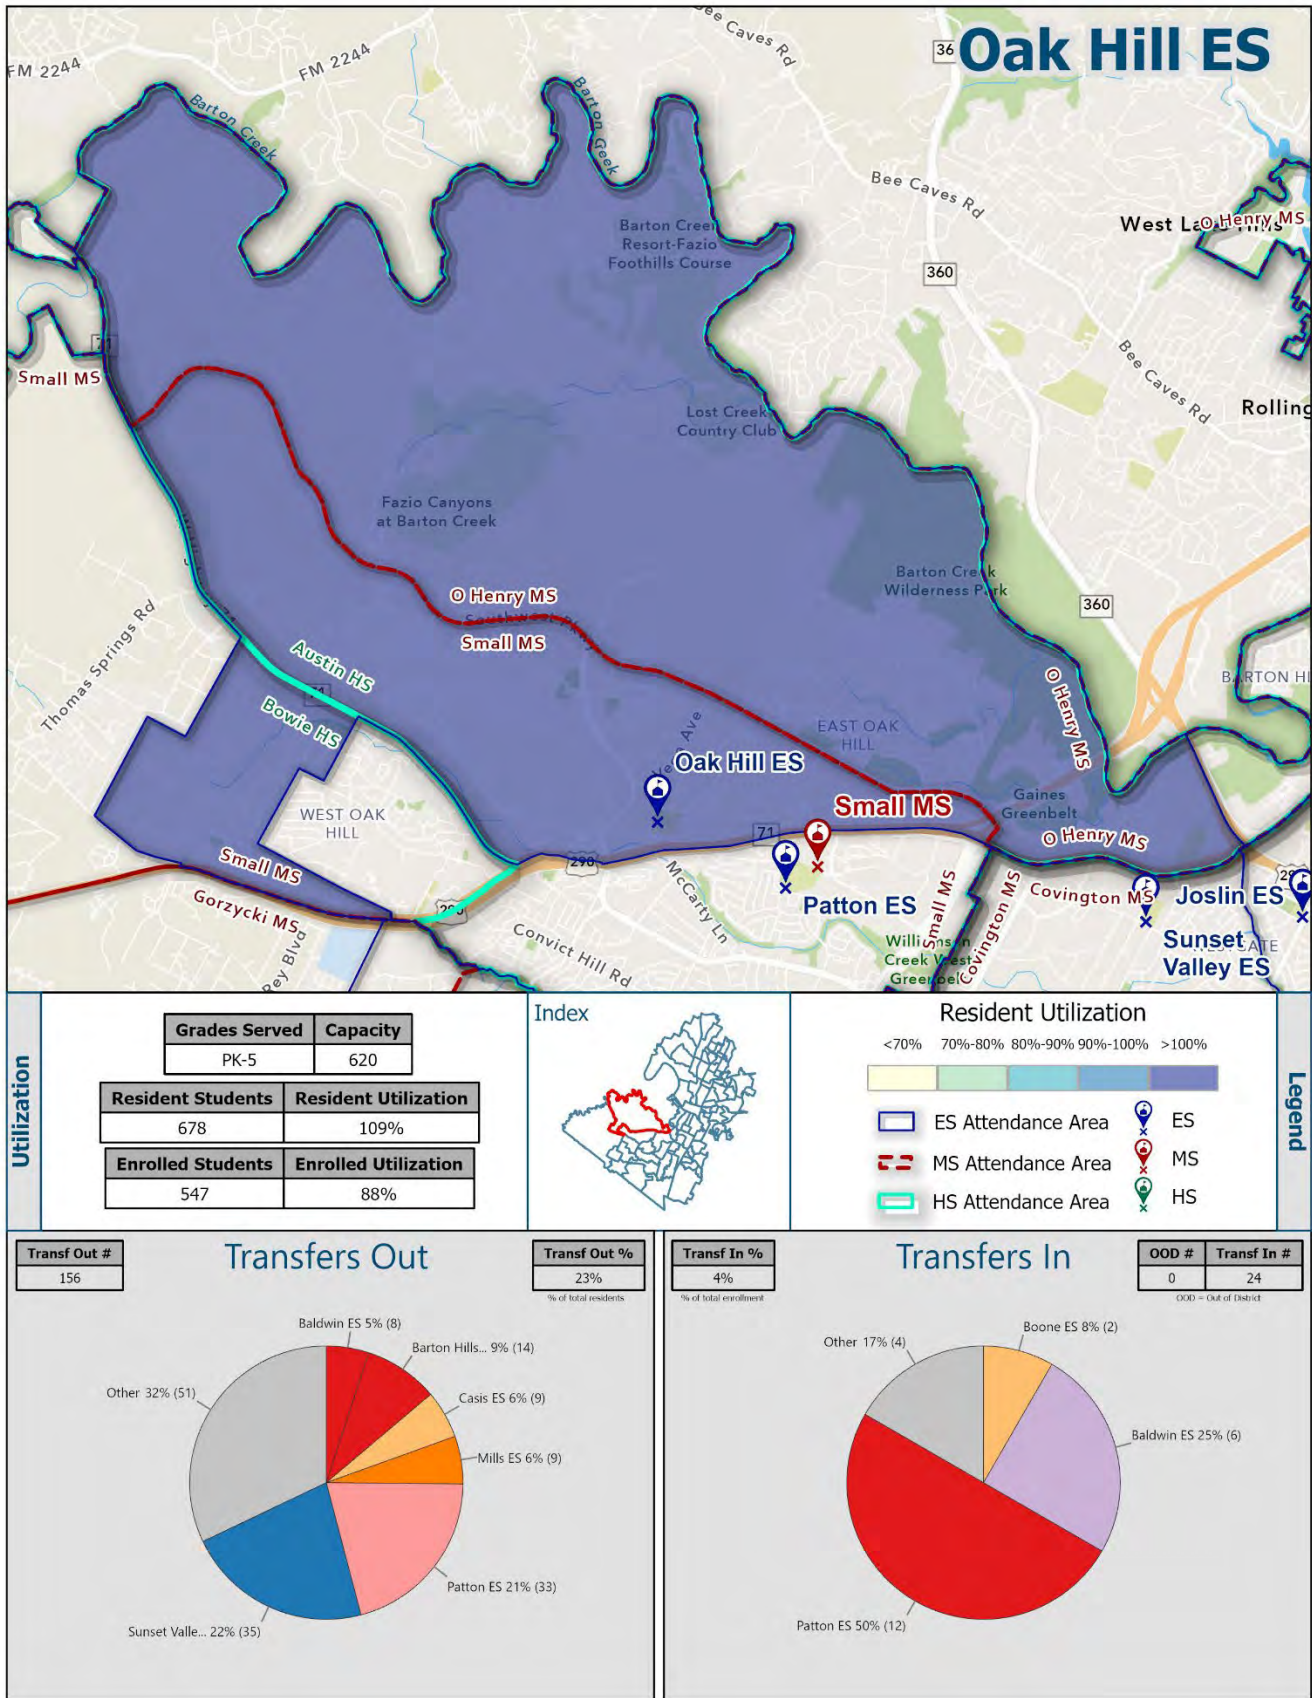 Oak Hill ES
FM 2244
FM 2244
Bee Caves Rd
36
Barton Creek
Barton Creek
Bee Caves Rd
West Lake Hills
O Henry MS
Barton Creek
Resort-Fazio
Foothills Course
360
71
Small MS
Bee Caves Rd
Lost Creek
Country Club
Rolling
Fazio Canyons
at Barton Creek
Barton Creek
Wilderness Park
O Henry MS
Small MS
360
Thomas Springs Rd
Austin HS
71
Bowie HS
O Henry MS
BARTON HI
EAST OAK
HILL
Oak Hill ES
WEST OAK
HILL
Small MS
Gaines
Greenbelt
O Henry MS
71
290
Small MS
Gorzycki MS
290
McCarty Ln
Patton ES
Small MS
Covington MS
Covington MS
Joslin ES
Sunset
Valley ES
Convict Hill Rd
Williamson
Creek West
Greenbelt
Utilization
Grades Served Capacity
PK-5 620
Resident Students Resident Utilization
678 109%
Enrolled Students Enrolled Utilization
547 88%
Index
Resident Utilization
<70% 70%-80% 80%-90% 90%-100% >100%
ES Attendance Area ES
MS Attendance Area MS
HS Attendance Area HS
Legend
Transf Out #
156
Transfers Out
Transf Out %
23%
% of total residents
Baldwin ES 5% (8)
Barton Hills... 9% (14)
Casis ES 6% (9)
Mills ES 6% (9)
Patton ES 21% (33)
Sunset Valle... 22% (35)
Other 32% (51)
Transf In %
4%
% of total enrollment
Transfers In
OOD # Transf In #
0 24
OOD = Out of District
Boone ES 8% (2)
Baldwin ES 25% (6)
Patton ES 50% (12)
Other 17% (4)